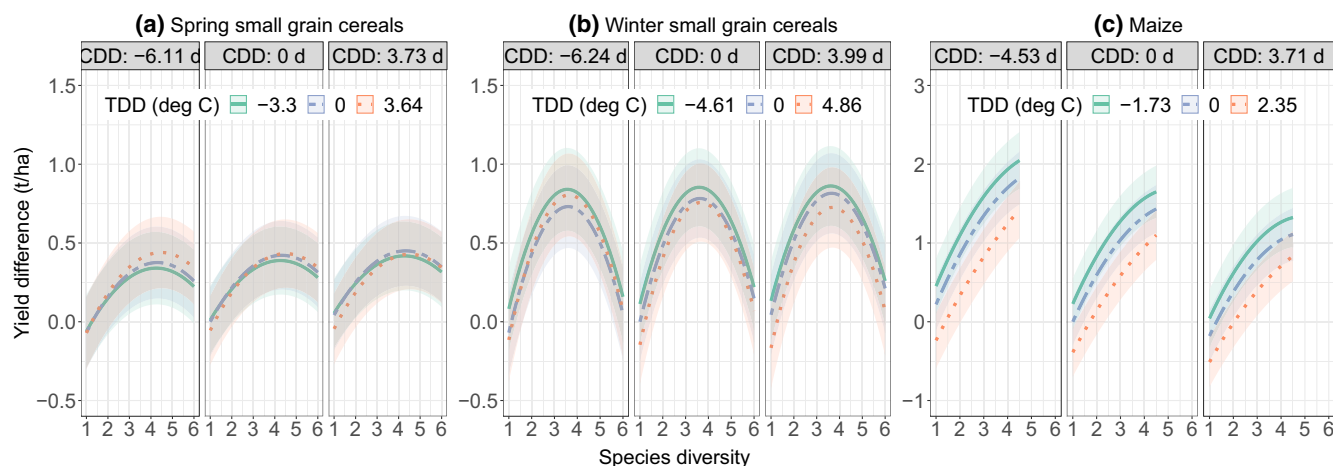 (a) Spring small grain cereals
(b) Winter small grain cereals
(c) Maize
CDD: −6.11 d
CDD: 0 d
CDD: 3.73 d
CDD: −6.24 d
CDD: 0 d
CDD: 3.99 d
CDD: −4.53 d
CDD: 0 d
CDD: 3.71 d
TDD (deg C) −3.3 0 3.64
TDD (deg C) −4.61 0 4.86
TDD (deg C) −1.73 0 2.35
Yield difference (t/ha)
1.5
1.0
0.5
0.0
−0.5
1.5
1.0
0.5
0.0
−0.5
3
2
1
0
−1
1 2 3 4 5 6
1 2 3 4 5 6
1 2 3 4 5 6
1 2 3 4 5 6
1 2 3 4 5 6
1 2 3 4 5 6
1 2 3 4 5 6
1 2 3 4 5 6
1 2 3 4 5 6
Species diversity